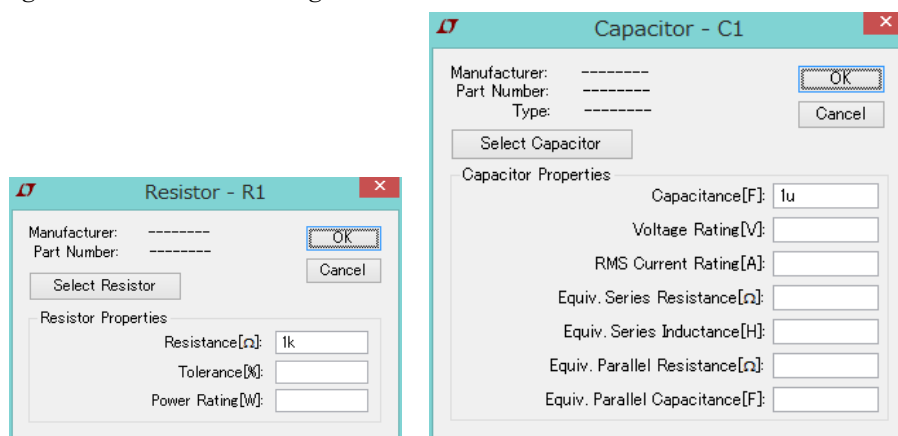 Resistor - R1
Manufacturer: --------
Part Number: --------
OK
Cancel
Select Resistor
Resistor Properties
Resistance[Ω]: 1k
Tolerance[%]:
Power Rating[W]:
Capacitor - C1
Manufacturer: --------
Part Number: --------
Type: --------
OK
Cancel
Select Capacitor
Capacitor Properties
Capacitance[F]: 1u
Voltage Rating[V]:
RMS Current Rating[A]:
Equiv. Series Resistance[Ω]:
Equiv. Series Inductance[H]:
Equiv. Parallel Resistance[Ω]:
Equiv. Parallel Capacitance[F]: